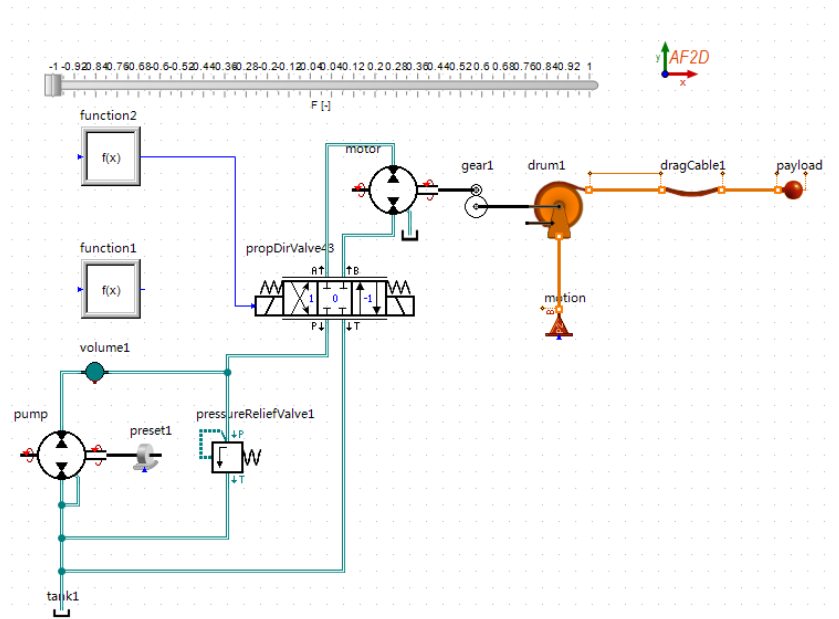 -1 -0.92 0.84 0.76 0.68 -0.6 -0.52 0.44 0.36 0.28 -0.2 -0.12 0.04 0.04 0.12 0.2 0.28 0.36 0.44 0.52 0.6 0.68 0.76 0.84 0.92 1
F [-]
y AF2D
x
function2
f(x)
motor
gear1
drum1
dragCable1
payload
propDirValve43
function1
f(x)
A B
1 0 -1
P T
motion
volume1
pump
preset1
pressureReliefValve1
P
T
tank1